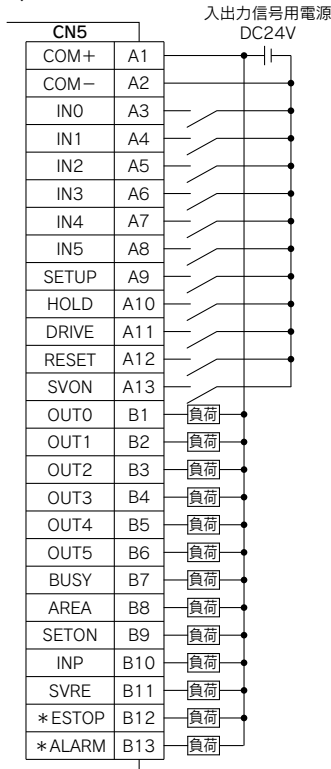 入出力信号用電源
DC24V
CN5
COM+ A1
COM− A2
IN0 A3
IN1 A4
IN2 A5
IN3 A6
IN4 A7
IN5 A8
SETUP A9
HOLD A10
DRIVE A11
RESET A12
SVON A13
OUT0 B1 負荷
OUT1 B2 負荷
OUT2 B3 負荷
OUT3 B4 負荷
OUT4 B5 負荷
OUT5 B6 負荷
BUSY B7 負荷
AREA B8 負荷
SETON B9 負荷
INP B10 負荷
SVRE B11 負荷
＊ESTOP B12 負荷
＊ALARM B13 負荷